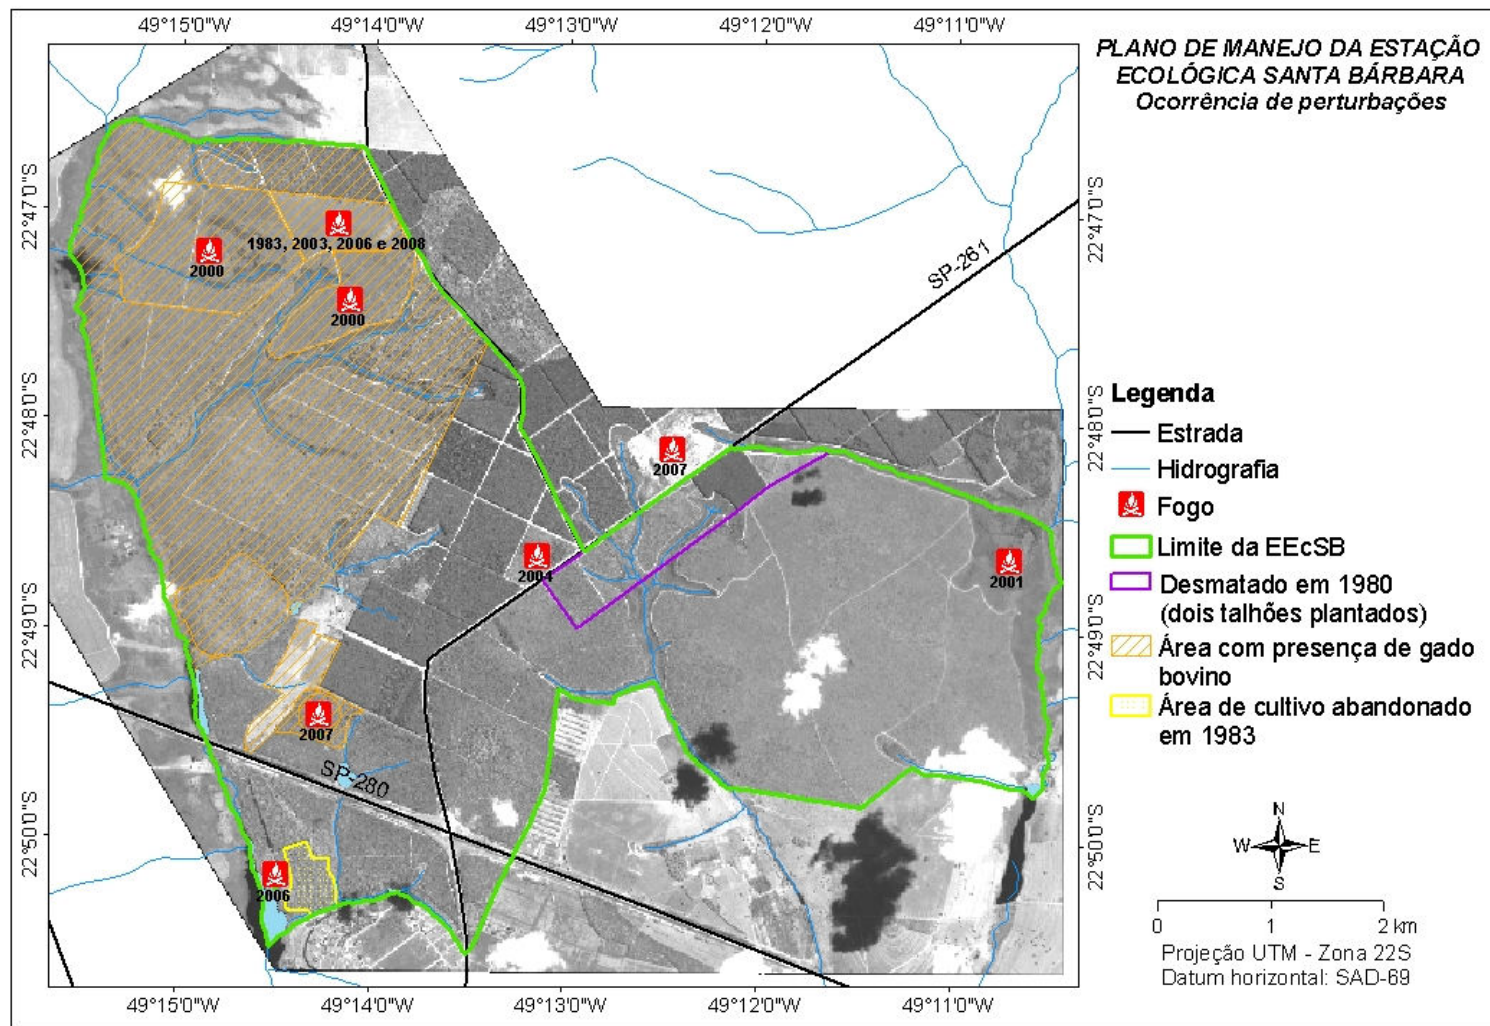 49°15'0"W
49°14'0"W
49°13'0"W
49°12'0"W
49°11'0"W
PLANO DE MANEJO DA ESTAÇÃO
ECOLÓGICA SANTA BÁRBARA
Ocorrência de perturbações
22°47'0"S
22°47'0"S
1983, 2003, 2006 e 2008
2000
SP-261
2000
22°48'0"S
22°48'0"S
2007
2004
2001
22°49'0"S
22°49'0"S
2007
SP-280
22°50'0"S
22°50'0"S
2006
Legenda
Estrada
Hidrografia
Fogo
Limite da EEcSB
Desmatado em 1980
(dois talhões plantados)
Área com presença de gado
bovino
Área de cultivo abandonado
em 1983
N
W E
S
0 1 2 km
Projeção UTM - Zona 22S
Datum horizontal: SAD-69
49°15'0"W
49°14'0"W
49°13'0"W
49°12'0"W
49°11'0"W